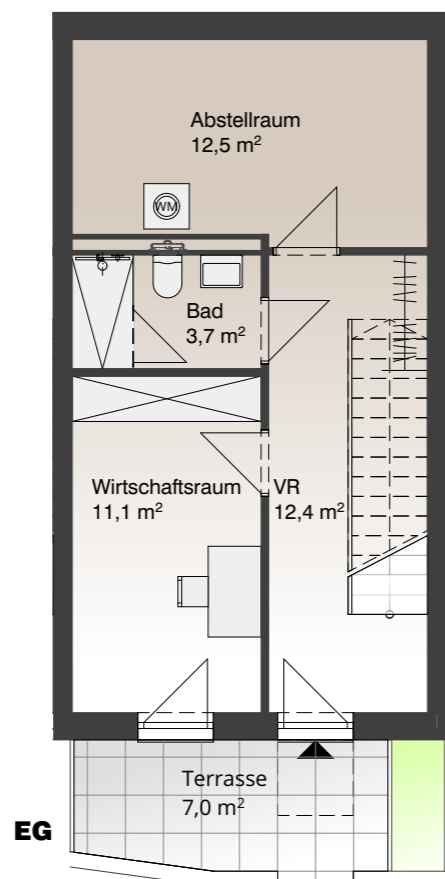 Abstellraum
12,5 m²
WM
Bad
3,7 m²
Wirtschaftsraum
11,1 m²
VR
12,4 m²
Terrasse
7,0 m²
EG